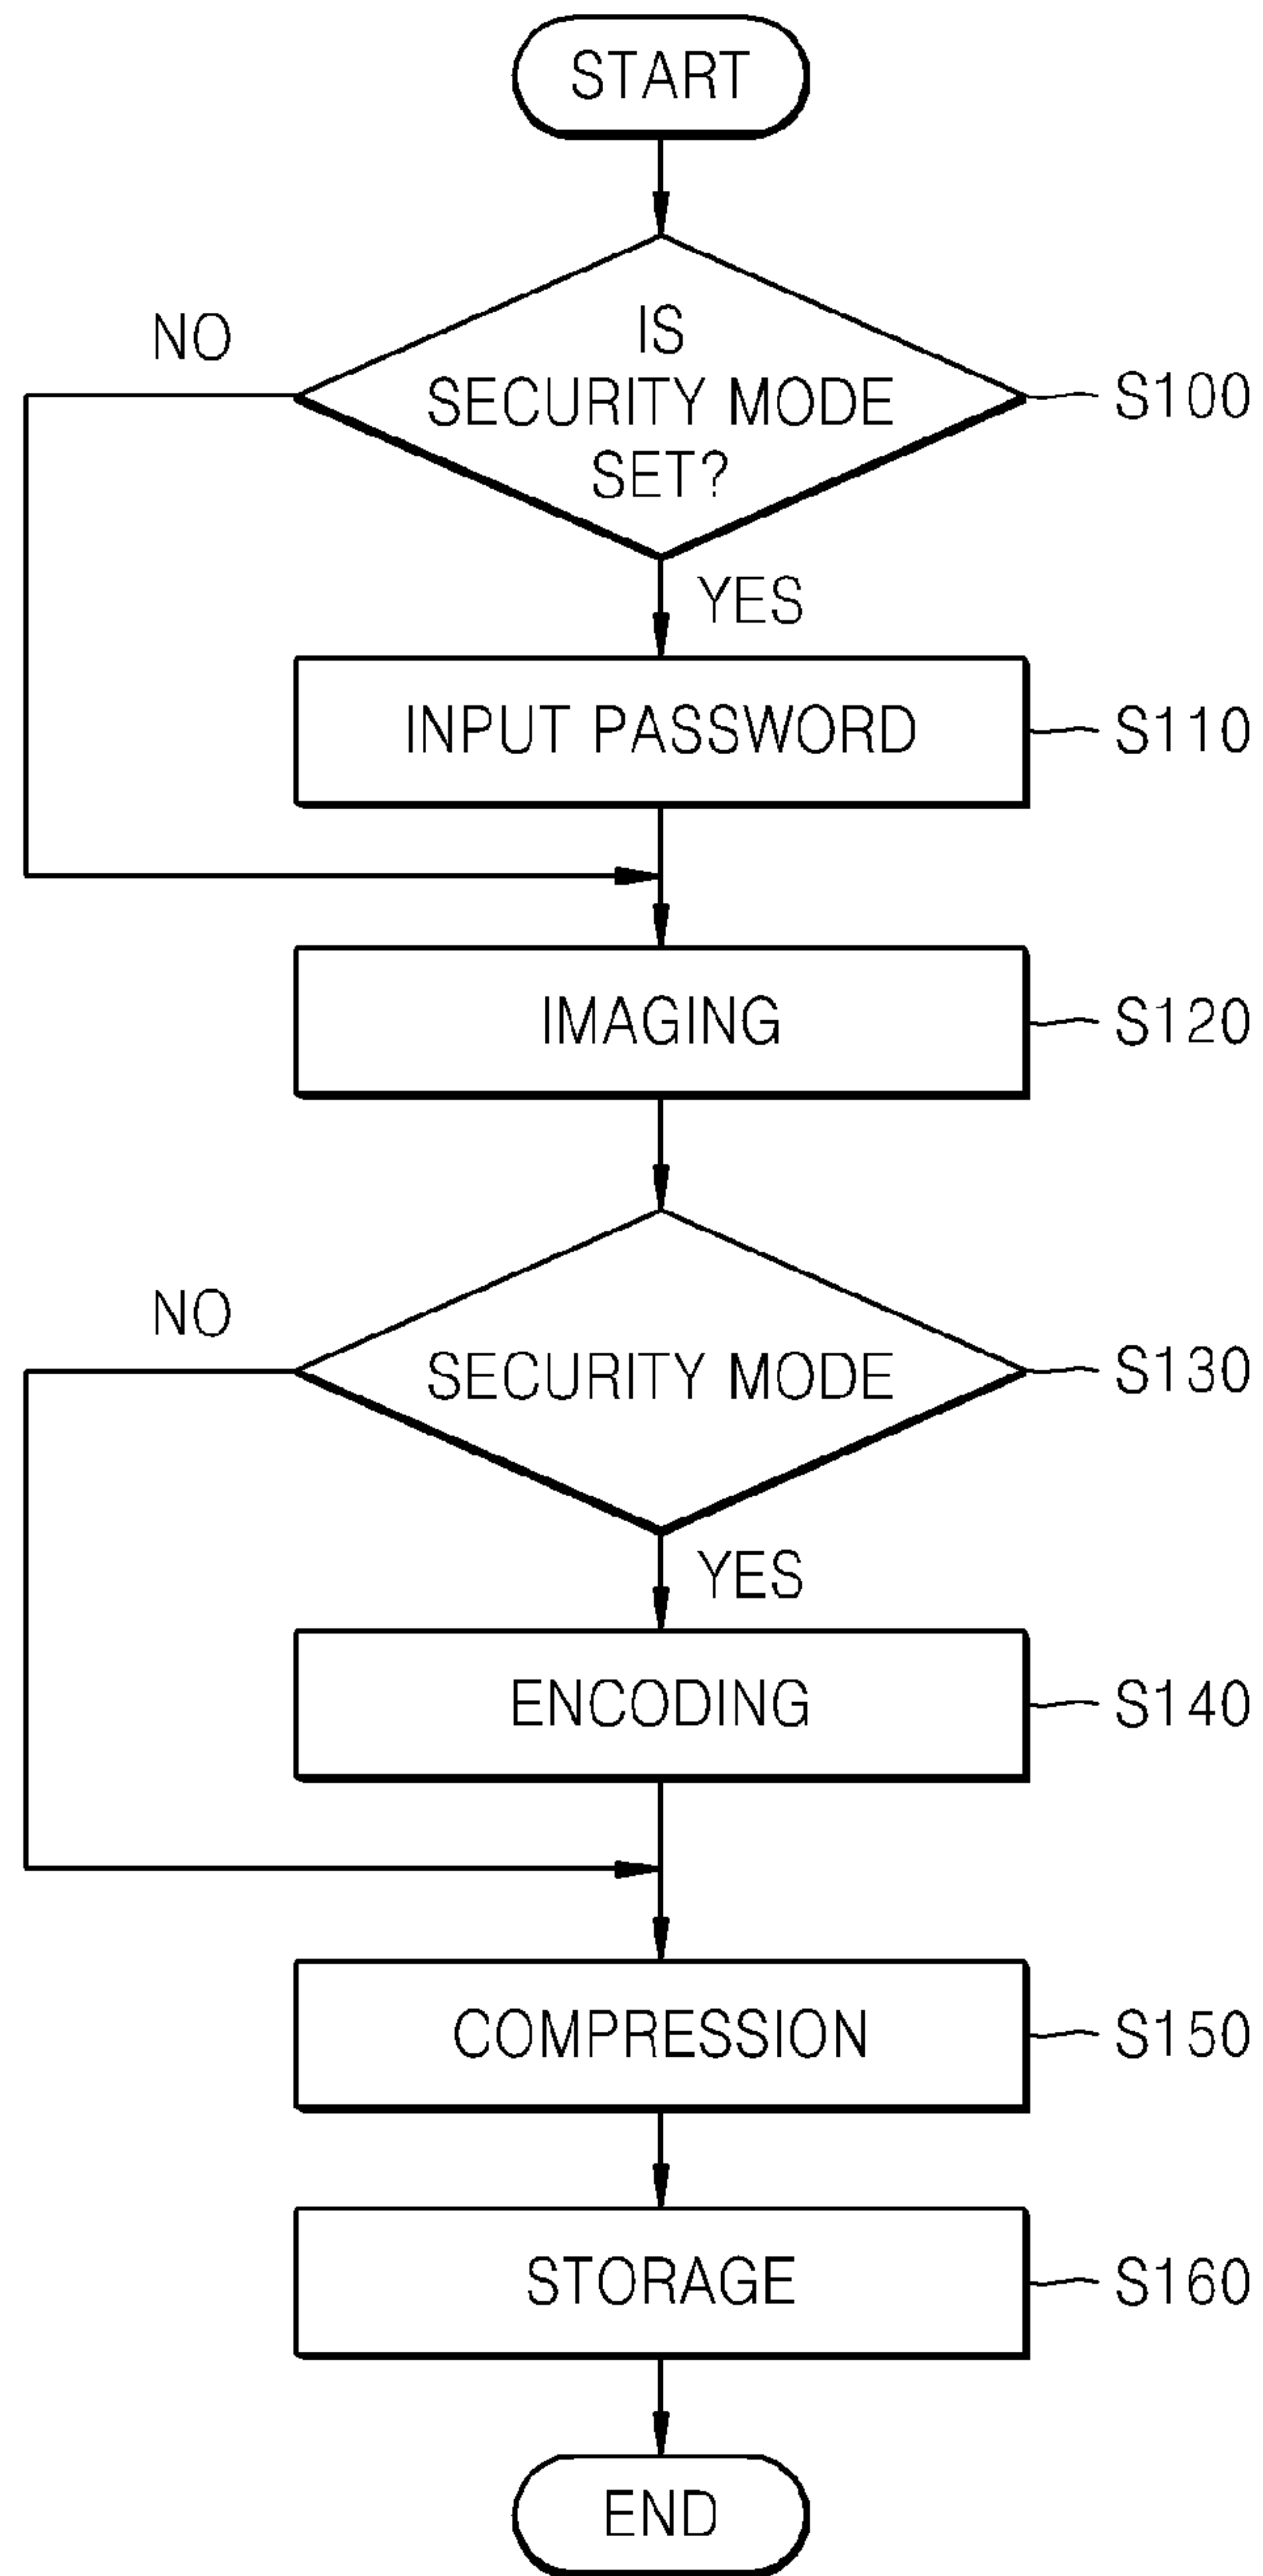 START
NO
IS
SECURITY MODE
SET?
S100
YES
INPUT PASSWORD
S110
IMAGING
S120
NO
SECURITY MODE
S130
YES
ENCODING
S140
COMPRESSION
S150
STORAGE
S160
END